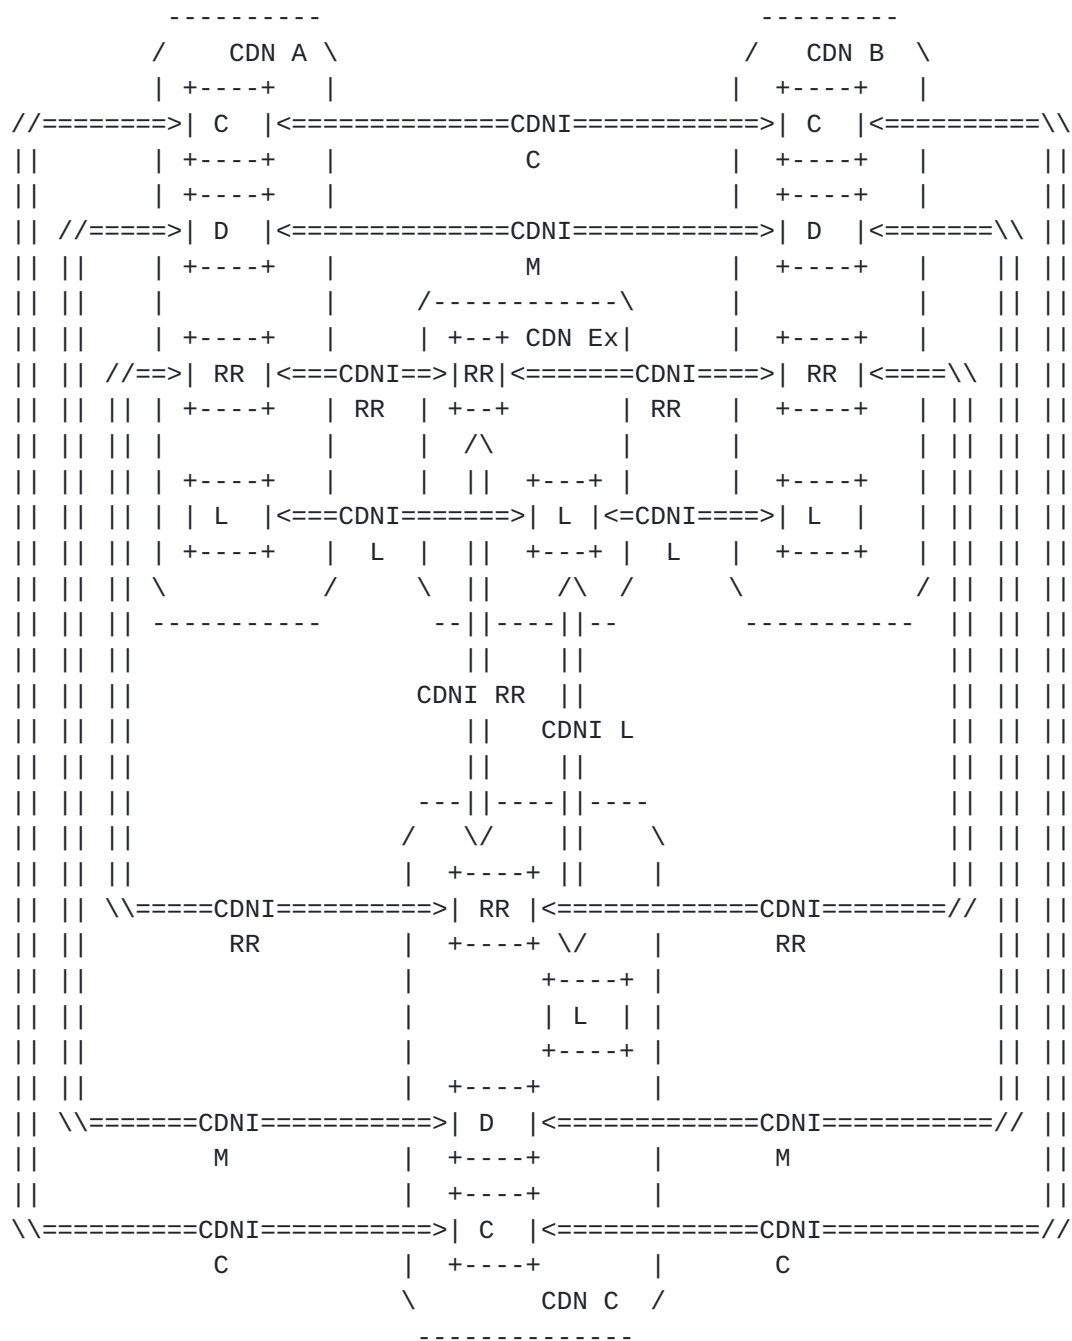 ----------                            ---------
    /    CDN A \                          /   CDN B  \
    | +----+   |                          |  +----+   |
//========>| C  |<==============CDNI============>| C  |<==========\\
||       | +----+   |            C            |  +----+   |       ||
||       | +----+   |                         |  +----+   |       ||
|| //=====>| D  |<==============CDNI============>| D  |<=======\\ ||
|| ||    | +----+   |            M            |  +----+   |    || ||
|| ||    |          |     /------------\      |           |    || ||
|| ||    | +----+   |     | +--+ CDN Ex|      |  +----+   |    || ||
|| || //==>| RR |<===CDNI==>|RR|<=======CDNI====>| RR |<====\\ || ||
|| || || | +----+   | RR  | +--+       | RR   |  +----+   | || || ||
|| || || |          |     |  /\        |      |           | || || ||
|| || || | +----+   |     |  ||  +---+ |      |  +----+   | || || ||
|| || || | | L  |<===CDNI=======>| L |<=CDNI====>| L  |   | || || ||
|| || || | +----+   |  L  |  ||  +---+ |  L   |  +----+   | || || ||
|| || || \          /     \  ||    /\  /      \           / || || ||
|| || || -----------       --||----||--        -----------  || || ||
|| || ||                     ||    ||                       || || ||
|| || ||                  CDNI RR  ||                       || || ||
|| || ||                     ||   CDNI L                    || || ||
|| || ||                     ||    ||                       || || ||
|| || ||                  ---||----||----                   || || ||
|| || ||                 /   \/    ||    \                  || || ||
|| || ||                 |  +----+ ||    |                  || || ||
|| || \\=====CDNI==========>| RR |<=============CDNI========// || ||
|| ||         RR         |  +----+ \/    |       RR            || ||
|| ||                    |        +----+ |                     || ||
|| ||                    |        | L  | |                     || ||
|| ||                    |        +----+ |                     || ||
|| ||                    |  +----+       |                     || ||
|| \\=======CDNI===========>| D  |<=============CDNI===========// ||
||           M           |  +----+       |       M                ||
||                       |  +----+       |                        ||
\\==========CDNI===========>| C  |<=============CDNI==============//
             C           |  +----+       |       C
                         \        CDN C  /
                          --------------